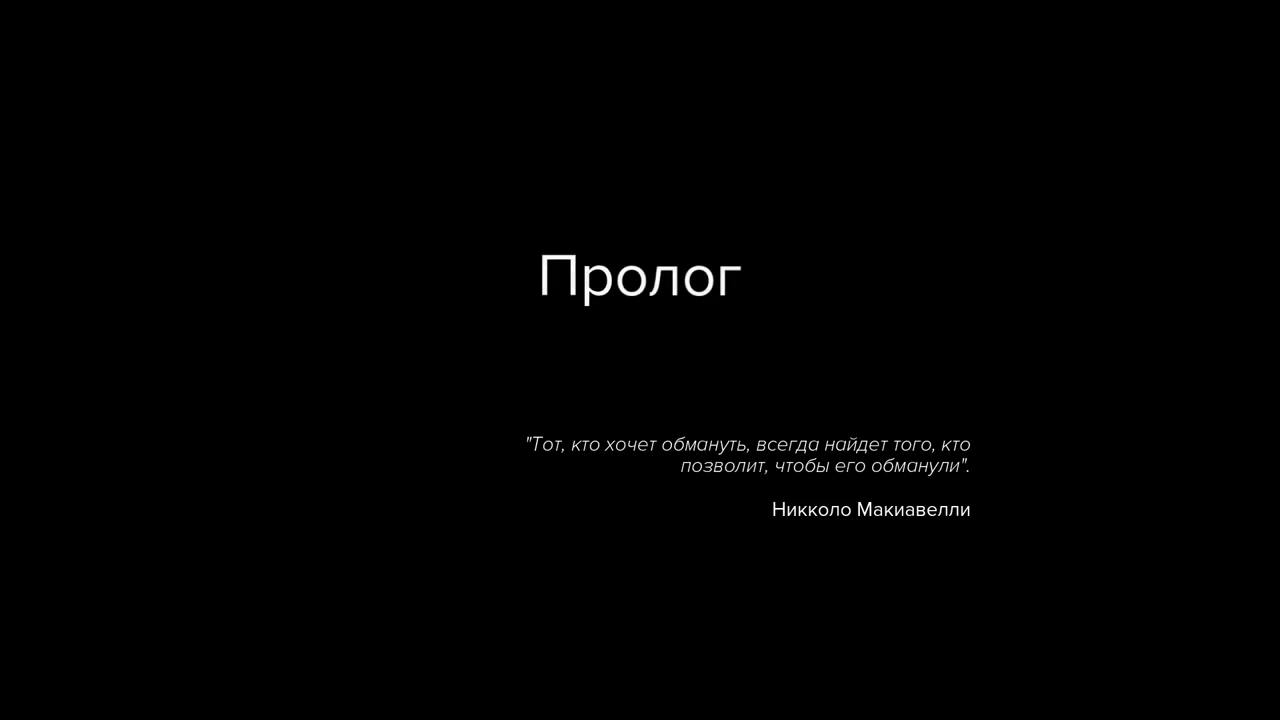 Пролог
"Тот, кто хочет обмануть, всегда найдет того, кто
позволит, чтобы его обманули".
Никколо Макиавелли